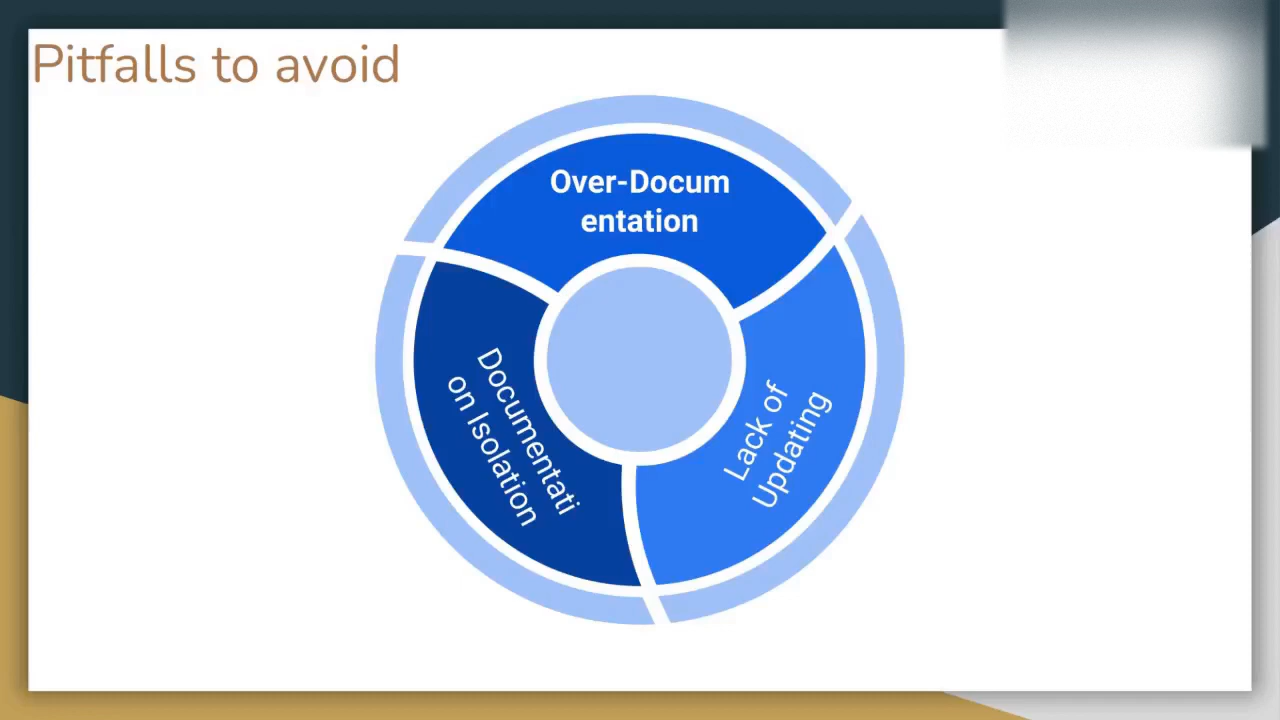 Pitfalls to avoid
Over-Docum
entation
Lack of
Updating
Documentati
on Isolation